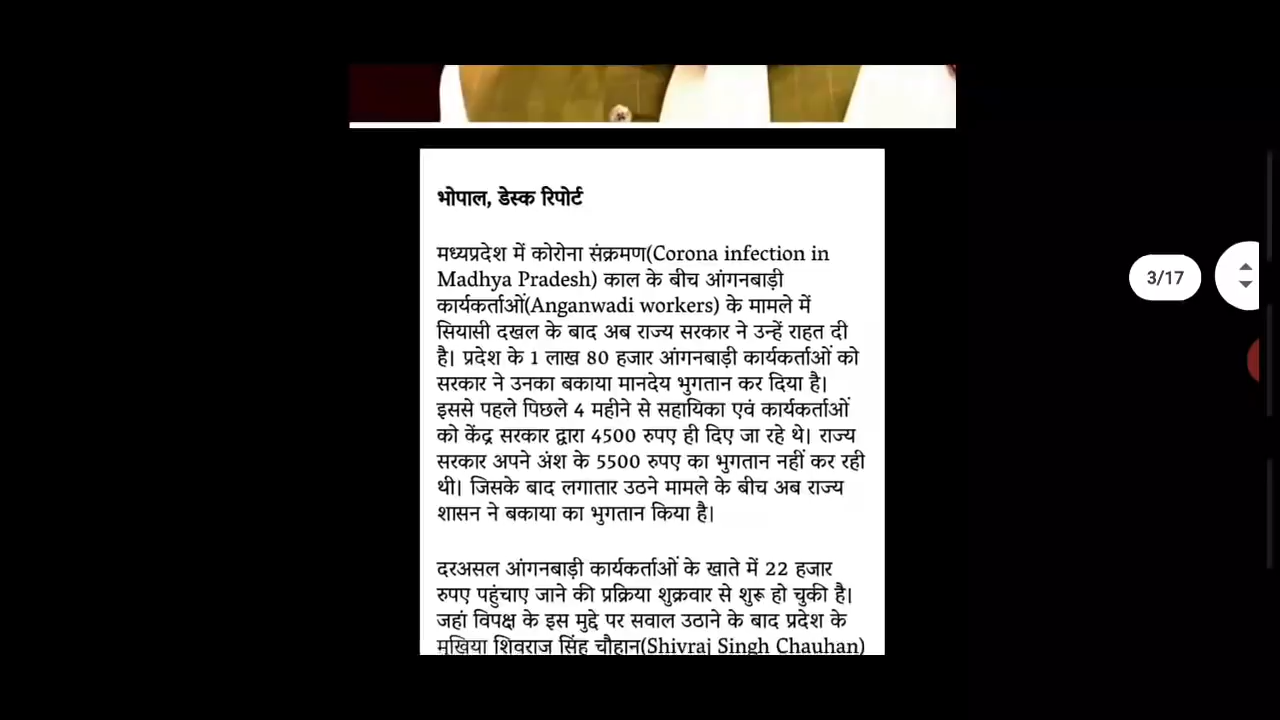 भोपाल, डेस्क रिपोर्ट
मध्यप्रदेश में कोरोना संक्रमण(Corona infection in
Madhya Pradesh) काल के बीच आंगनबाड़ी
कार्यकर्ताओं(Anganwadi workers) के मामले में
सियासी दखल के बाद अब राज्य सरकार ने उन्हें राहत दी
है। प्रदेश के 1 लाख 80 हजार आंगनबाड़ी कार्यकर्ताओं को
सरकार ने उनका बकाया मानदेय भुगतान कर दिया है।
इससे पहले पिछले 4 महीने से सहायिका एवं कार्यकर्ताओं
को केंद्र सरकार द्वारा 4500 रुपए ही दिए जा रहे थे। राज्य
सरकार अपने अंश के 5500 रुपए का भुगतान नहीं कर रही
थी। जिसके बाद लगातार उठने मामले के बीच अब राज्य
शासन ने बकाया का भुगतान किया है।
दरअसल आंगनबाड़ी कार्यकर्ताओं के खाते में 22 हजार
रुपए पहुंचाए जाने की प्रक्रिया शुक्रवार से शुरू हो चुकी है।
जहां विपक्ष के इस मुद्दे पर सवाल उठाने के बाद प्रदेश के
मुखिया शिवराज सिंह चौहान(Shivraj Singh Chauhan)
3/17